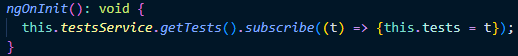 ngOnInit(): void {
  this.testsService.getTests().subscribe((t) => {this.tests = t});
}